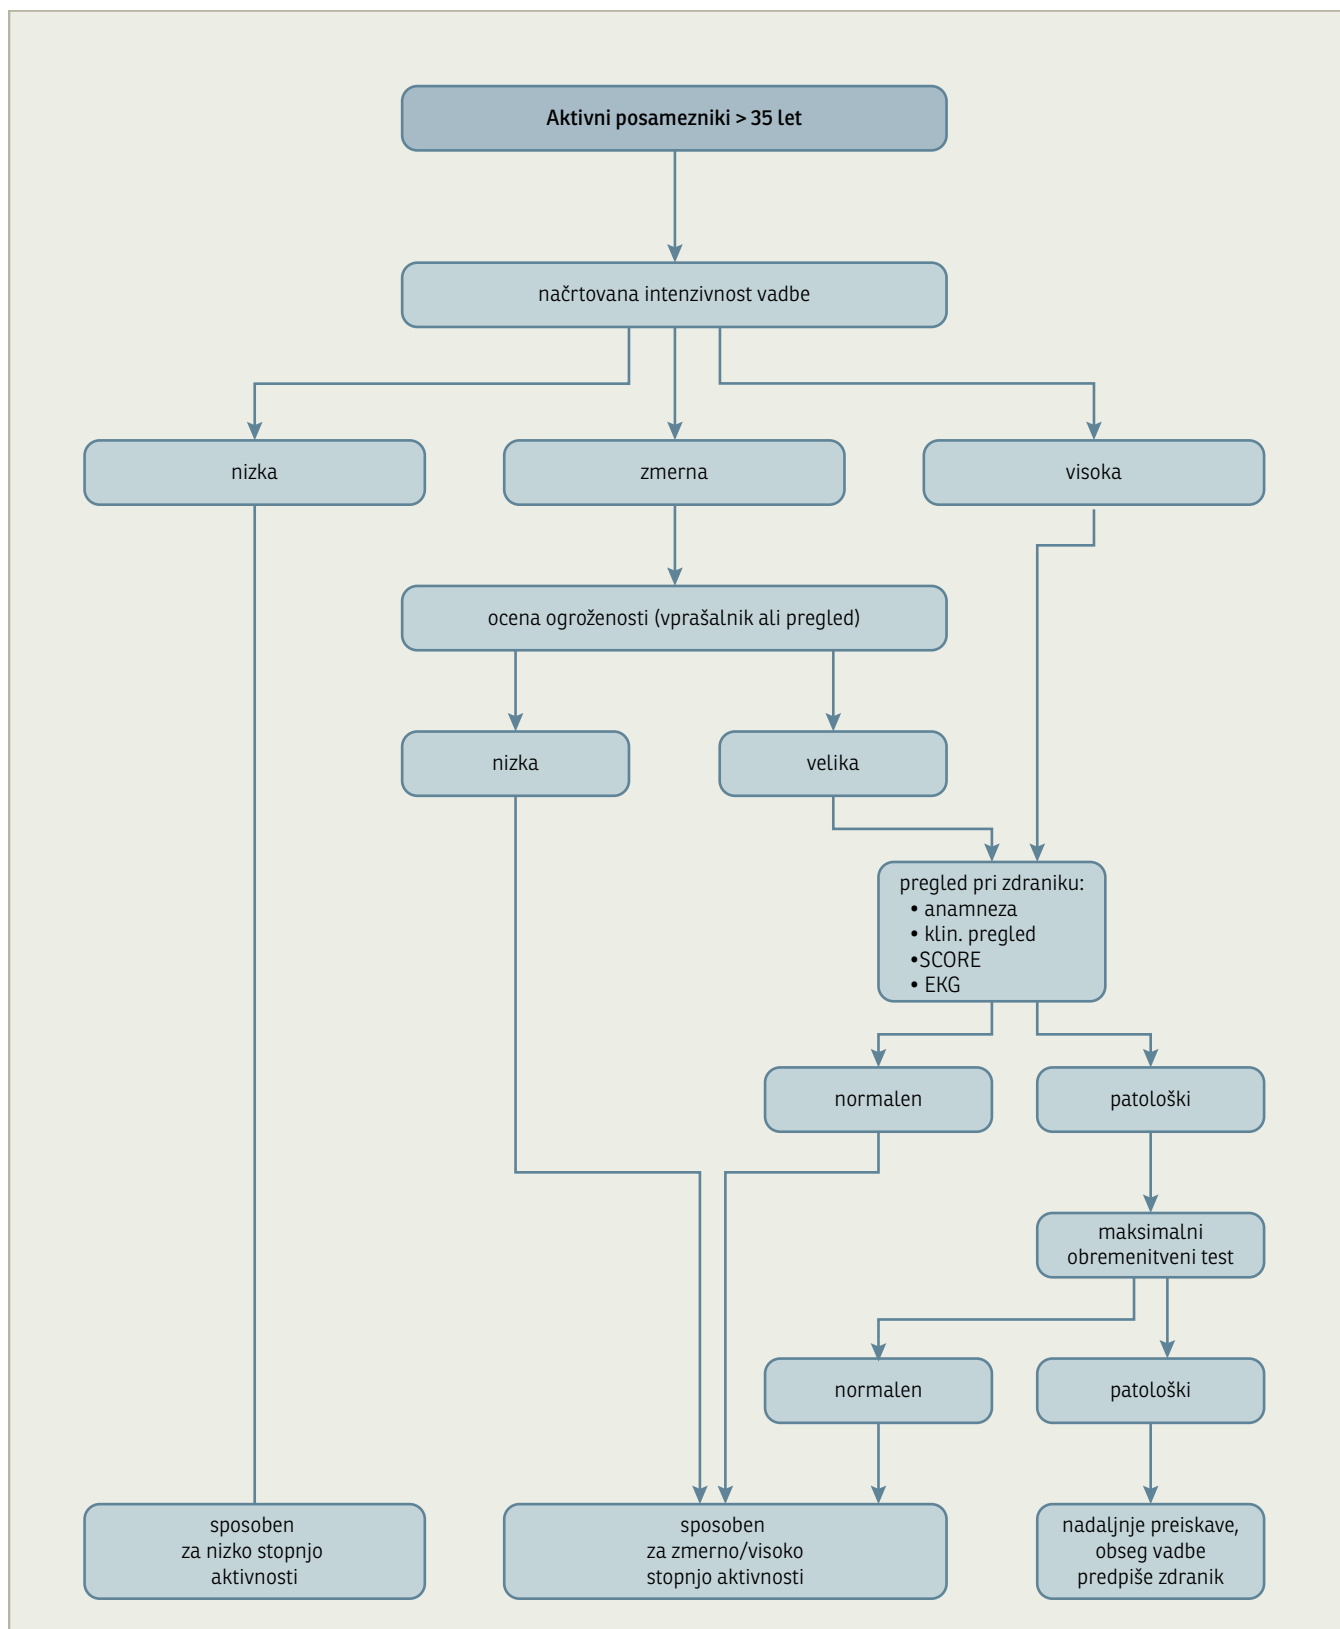 Aktivni posamezniki > 35 let
načrtovana intenzivnost vadbe
nizka
zmerna
visoka
ocena ogroženosti (vprašalnik ali pregled)
nizka
velika
pregled pri zdraniku:
• anamneza
• klin. pregled
•SCORE
• EKG
normalen
patološki
maksimalni
obremenitveni test
normalen
patološki
sposoben
za nizko stopnjo
aktivnosti
sposoben
za zmerno/visoko
stopnjo aktivnosti
nadaljnje preiskave,
obseg vadbe
predpiše zdranik